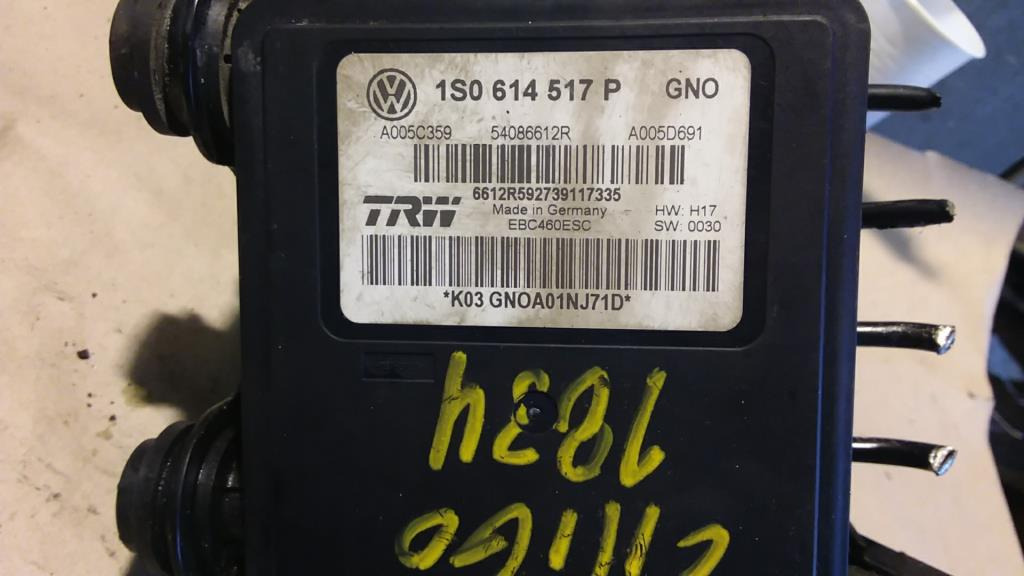 1S0 614 517 P GNO
A005C359 54086612R A005D691
6612R592739117335
TRW Made in Germany HW: H17
EBC460ESC SW: 0030
*K03 GNOA01NJ71D*